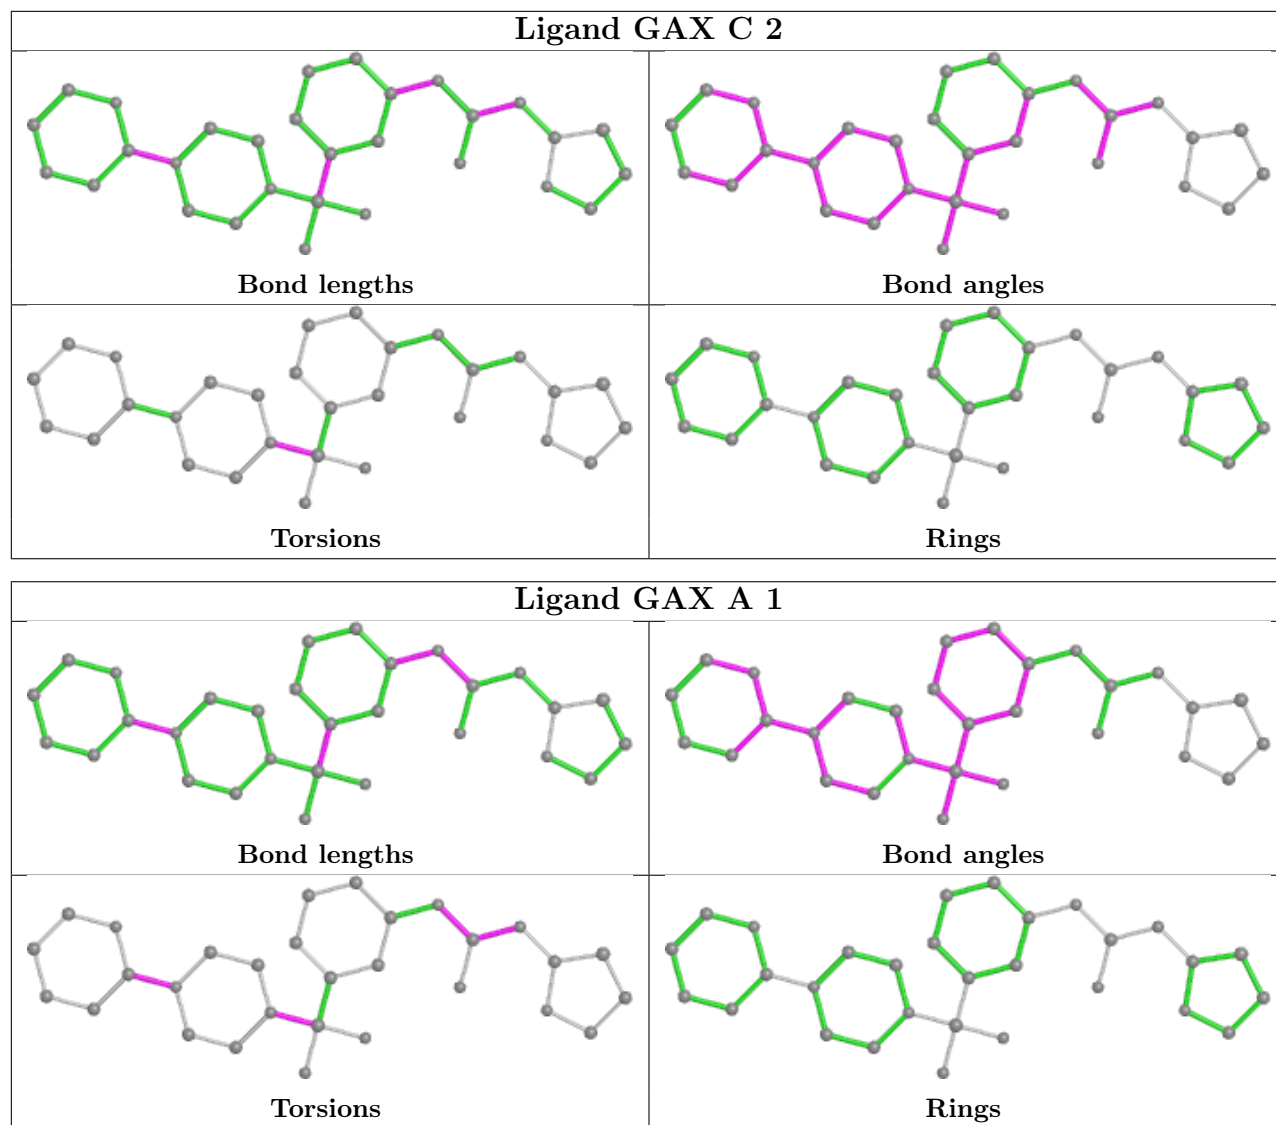 Ligand GAX C 2
Bond lengths
Bond angles
Torsions
Rings
Ligand GAX A 1
Bond lengths
Bond angles
Torsions
Rings